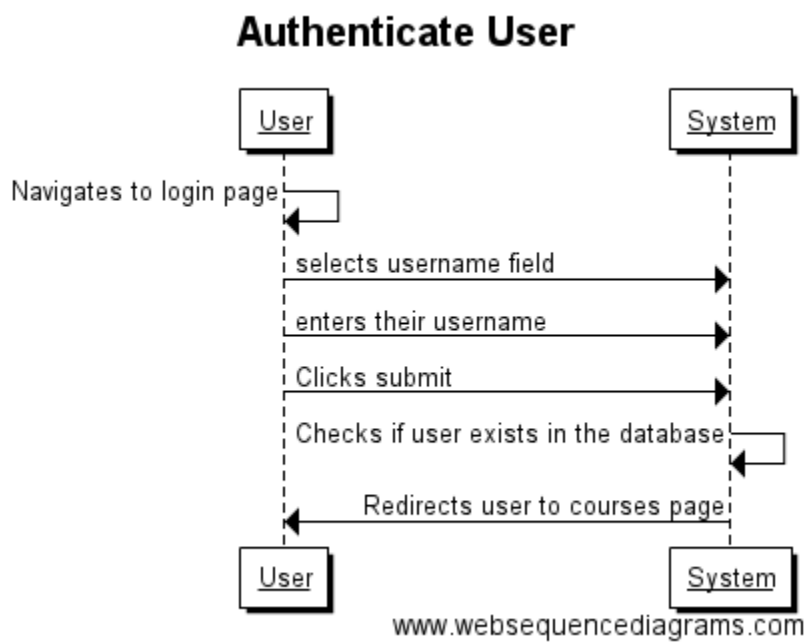 Authenticate User
User
System
Navigates to login page
selects username field
enters their username
Clicks submit
Checks if user exists in the database
Redirects user to courses page
User
System
www.websequencediagrams.com